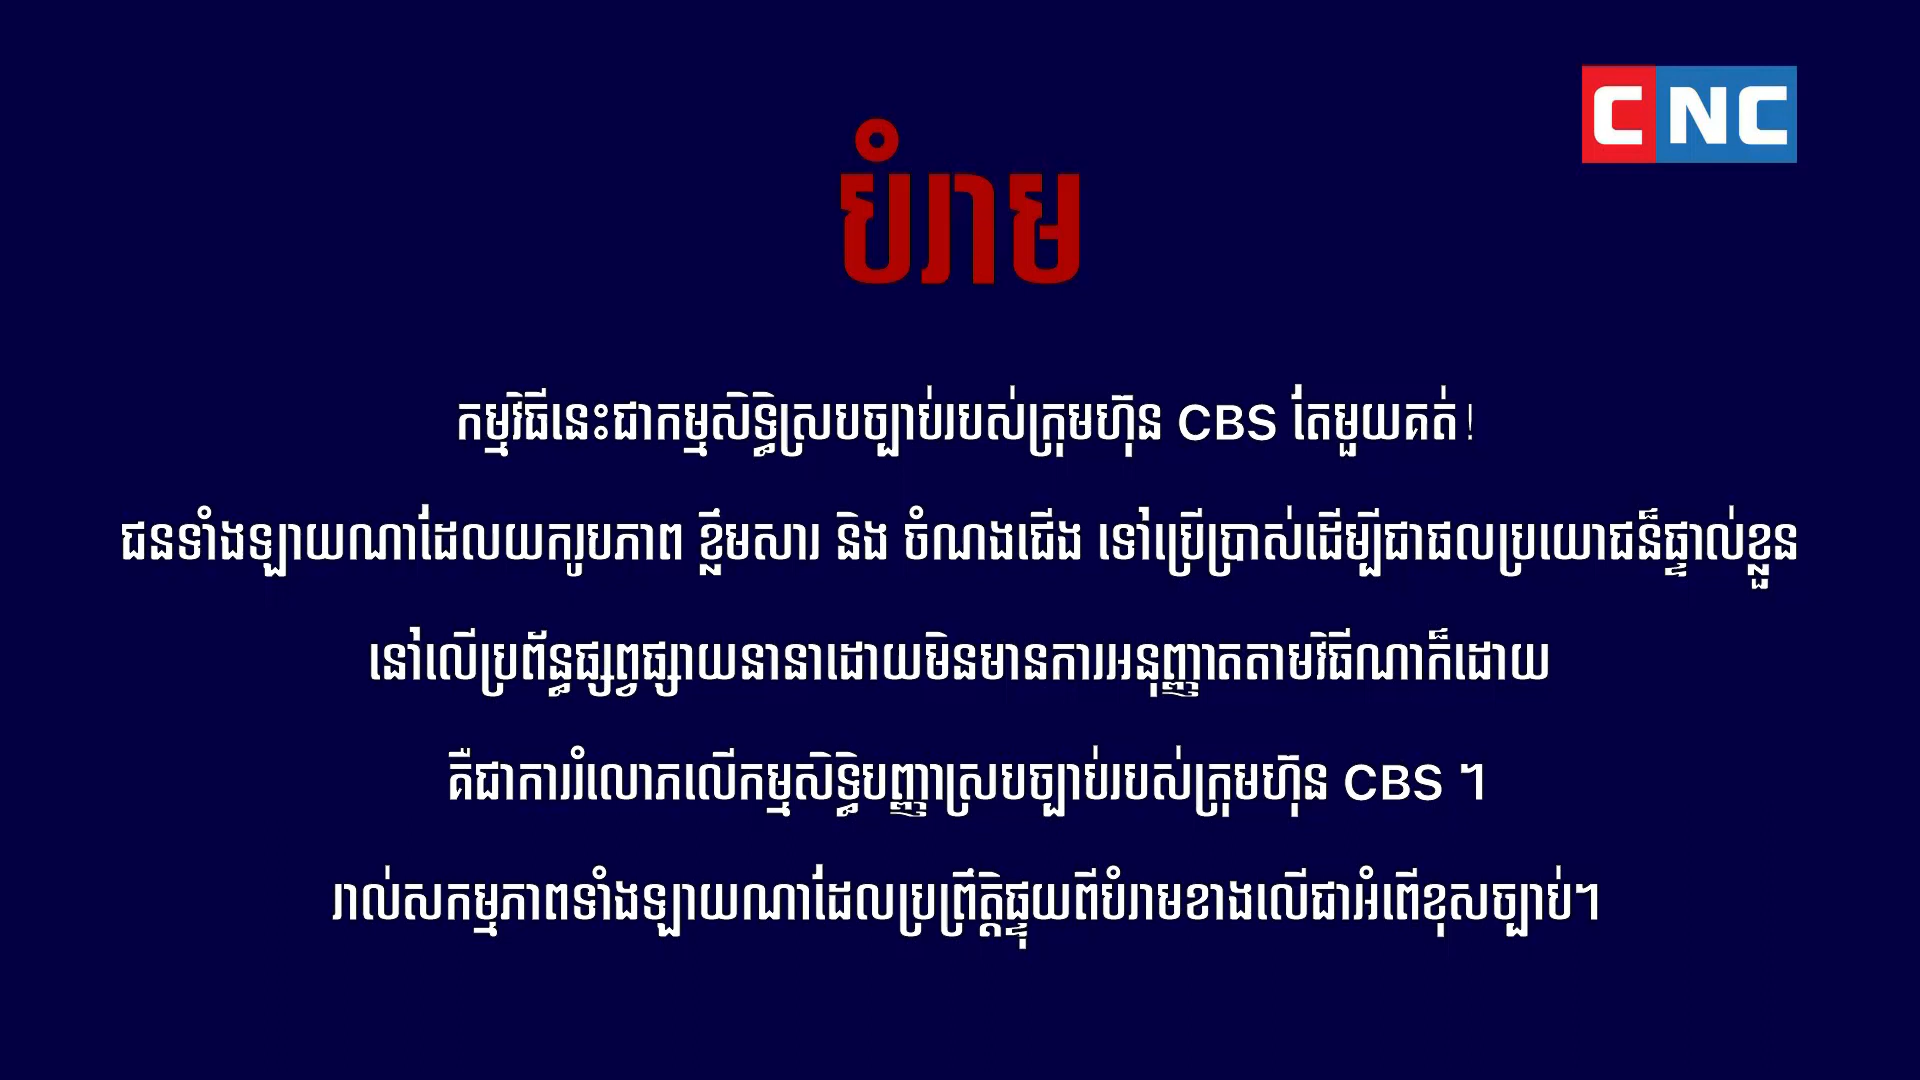 CNC
បំរាម
កម្មវិធីនេះជាកម្មសិទ្ធិស្របច្បាប់របស់ក្រុមហ៊ុន CBS តែមួយគត់!
ជនទាំងឡាយណាដែលយករូបភាព ខ្លឹមសារ និង ចំណងជើង ទៅប្រើប្រាស់ដើម្បីជាផលប្រយោជន៍ផ្ទាល់ខ្លួន
នៅលើប្រព័ន្ធផ្សព្វផ្សាយនានាដោយមិនមានការអនុញ្ញាតតាមវិធីណាក៏ដោយ
គឺជាការរំលោភលើកម្មសិទ្ធិបញ្ញាស្របច្បាប់របស់ក្រុមហ៊ុន CBS ។
រាល់សកម្មភាពទាំងឡាយណាដែលប្រព្រឹត្តិផ្ទុយពីបំរាមខាងលើជាអំពើខុសច្បាប់។